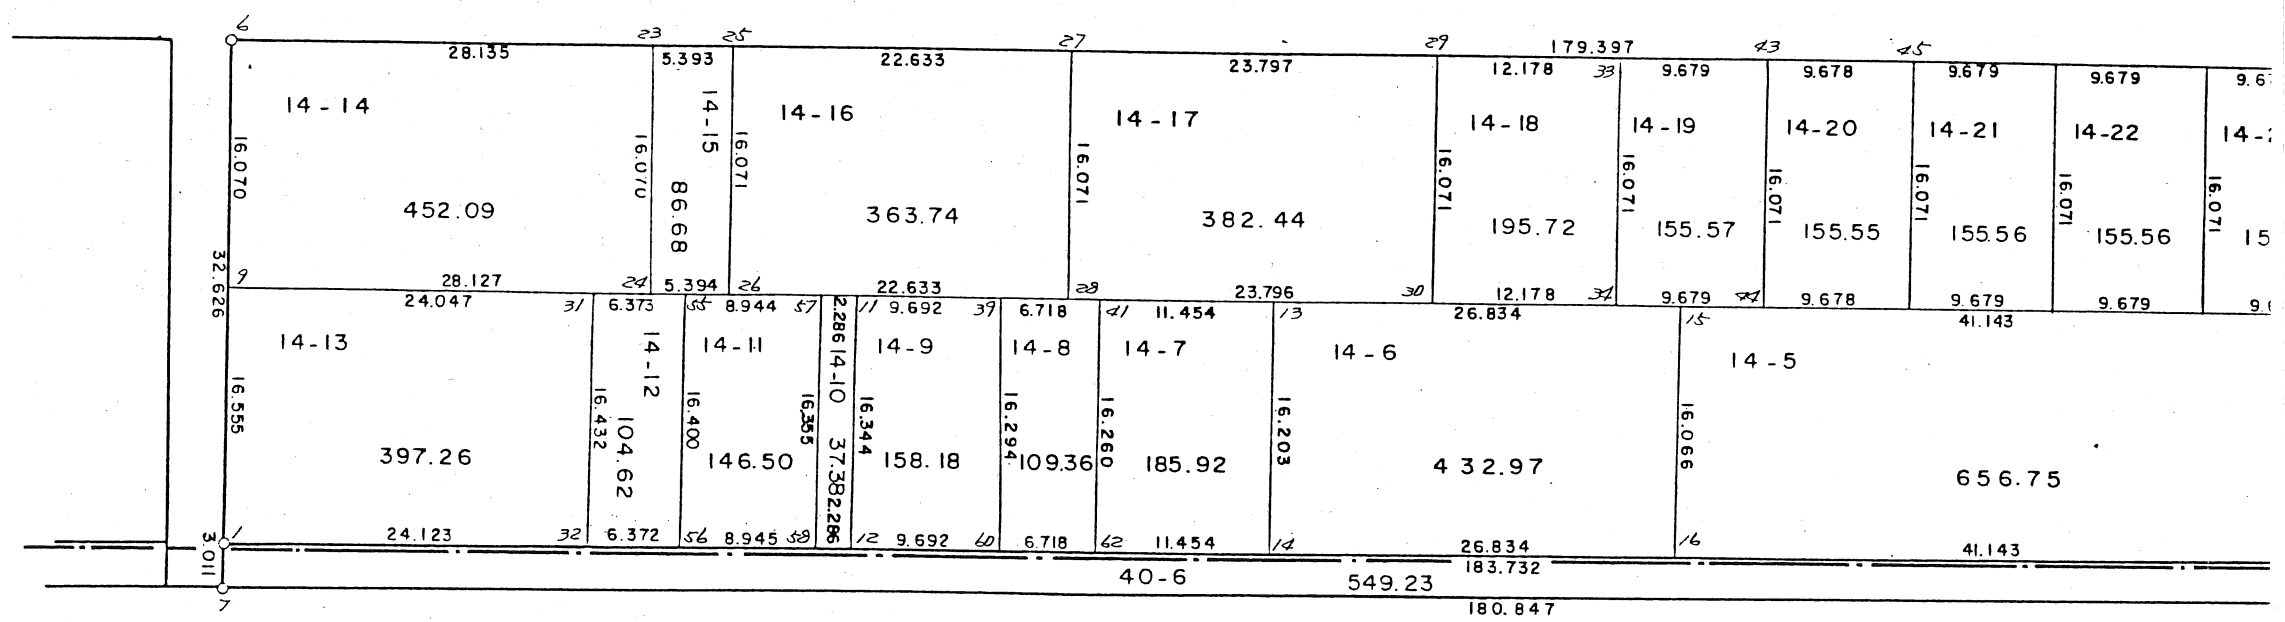 6 23 25 27 29 179.397 43 45
28.135 5.393 22.633 23.797 12.178 33 9.679 9.678 9.679 9.679 9.67
14-14 14-15 14-16 14-17 14-18 14-19 14-20 14-21 14-22 14-2
16.070 16.070 16.071 16.071 16.071 16.071 16.071 16.071 16.071 16.071
452.09 86.68 363.74 382.44 195.72 155.57 155.55 155.56 155.56 15
32.626
9 28.127 24 5.394 26 22.633 28 23.796 30 12.178 34 9.679 44 9.678 9.679 9.679 9.6
24.047 31 6.373 55 8.944 57 2.286 11 9.692 39 6.718 41 11.454 13 26.834 15 41.143
14-13 14-12 14-11 14-10 14-9 14-8 14-7 14-6 14-5
16.555 16.432 16.400 16.355 16.344 16.294 16.260 16.203 16.066
397.26 104.62 146.50 37.38 158.18 109.36 185.92 432.97 656.75
1 24.123 32 6.372 56 8.945 58 2.286 12 9.692 60 6.718 62 11.454 14 26.834 16 41.143
3.011 183.732
40-6 549.23
7 180.847